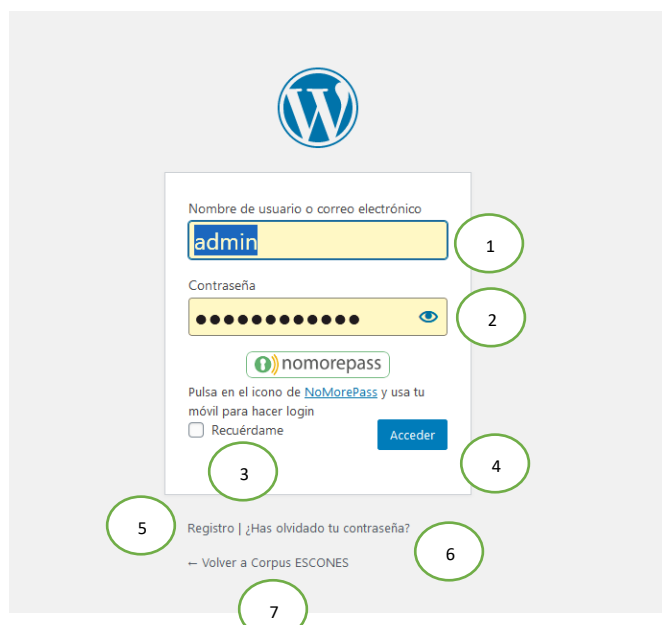 Nombre de usuario o correo electrónico
admin
1
Contraseña
2
nomorepass
Pulsa en el icono de NoMorePass y usa tu
móvil para hacer login
Recuérdame
Acceder
3
4
5
Registro | ¿Has olvidado tu contraseña?
6
← Volver a Corpus ESCONES
7